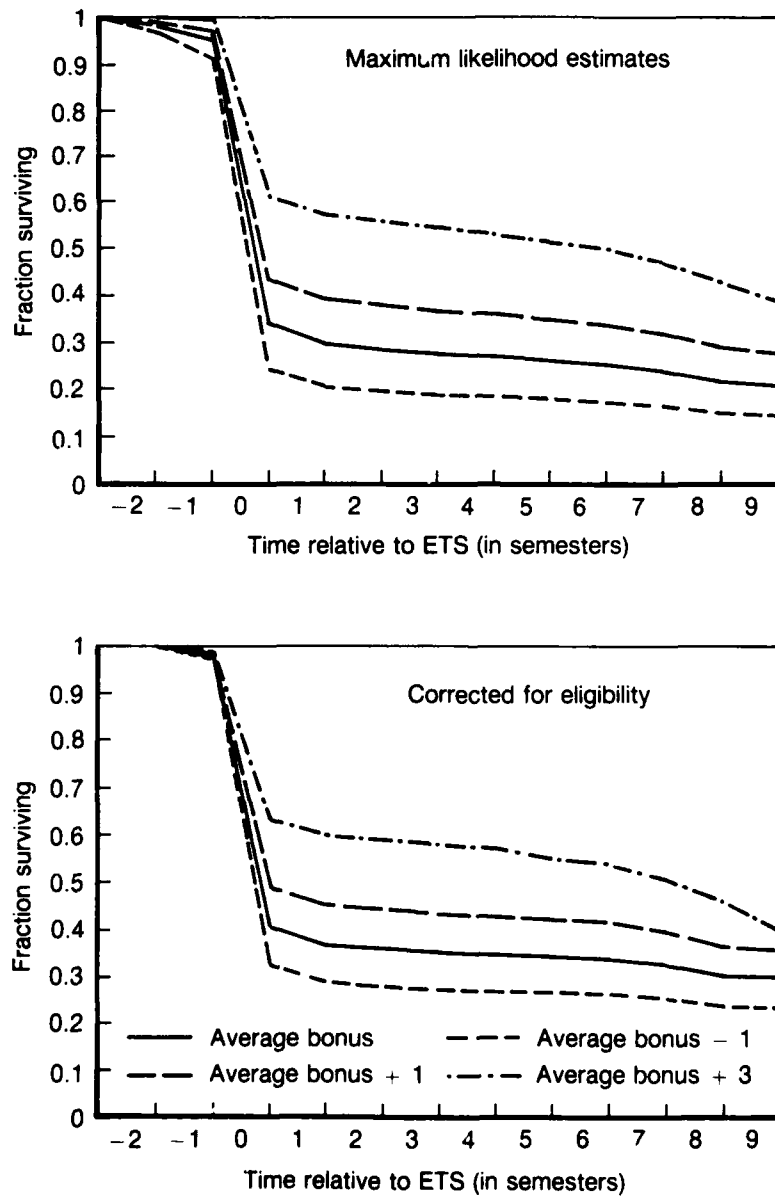 Maximum likelihood estimates
Fraction surviving
1
0.9
0.8
0.7
0.6
0.5
0.4
0.3
0.2
0.1
0
−2 −1 0 1 2 3 4 5 6 7 8 9
Time relative to ETS (in semesters)
Corrected for eligibility
Fraction surviving
1
0.9
0.8
0.7
0.6
0.5
0.4
0.3
0.2
0.1
0
Average bonus
Average bonus − 1
Average bonus + 1
Average bonus + 3
−2 −1 0 1 2 3 4 5 6 7 8 9
Time relative to ETS (in semesters)